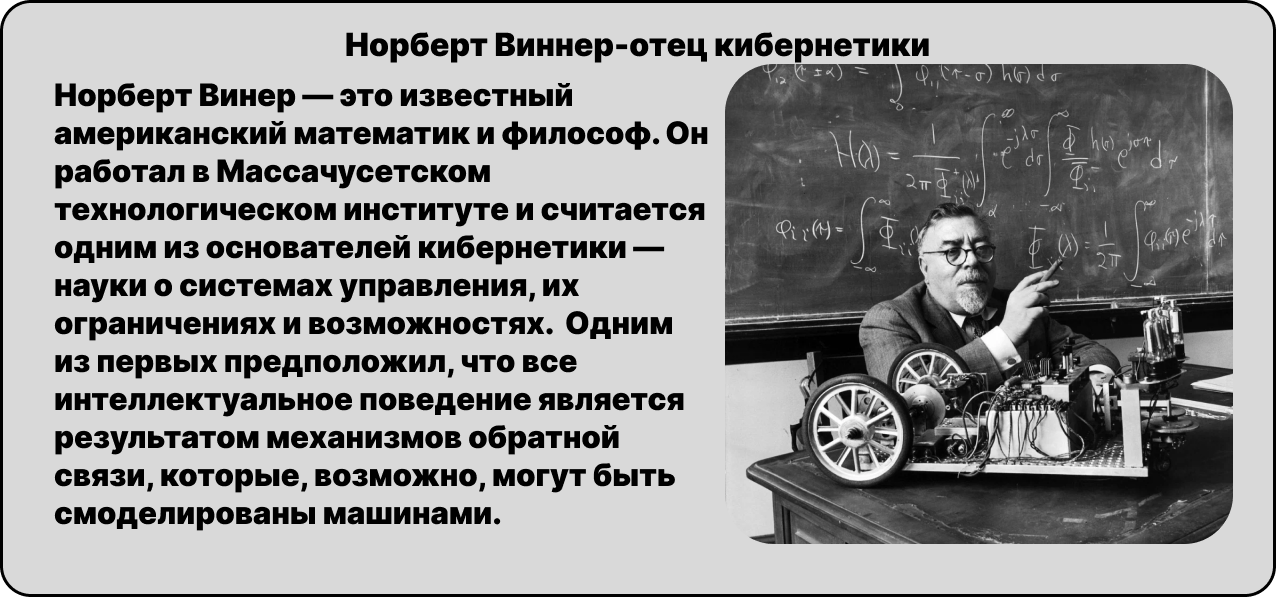 Норберт Виннер-отец кибернетики
Норберт Винер — это известный
американский математик и философ. Он
работал в Массачусетском
технологическом институте и считается
одним из основателей кибернетики —
науки о системах управления, их
ограничениях и возможностях.  Одним
из первых предположил, что все
интеллектуальное поведение является
результатом механизмов обратной
связи, которые, возможно, могут быть
смоделированы машинами.